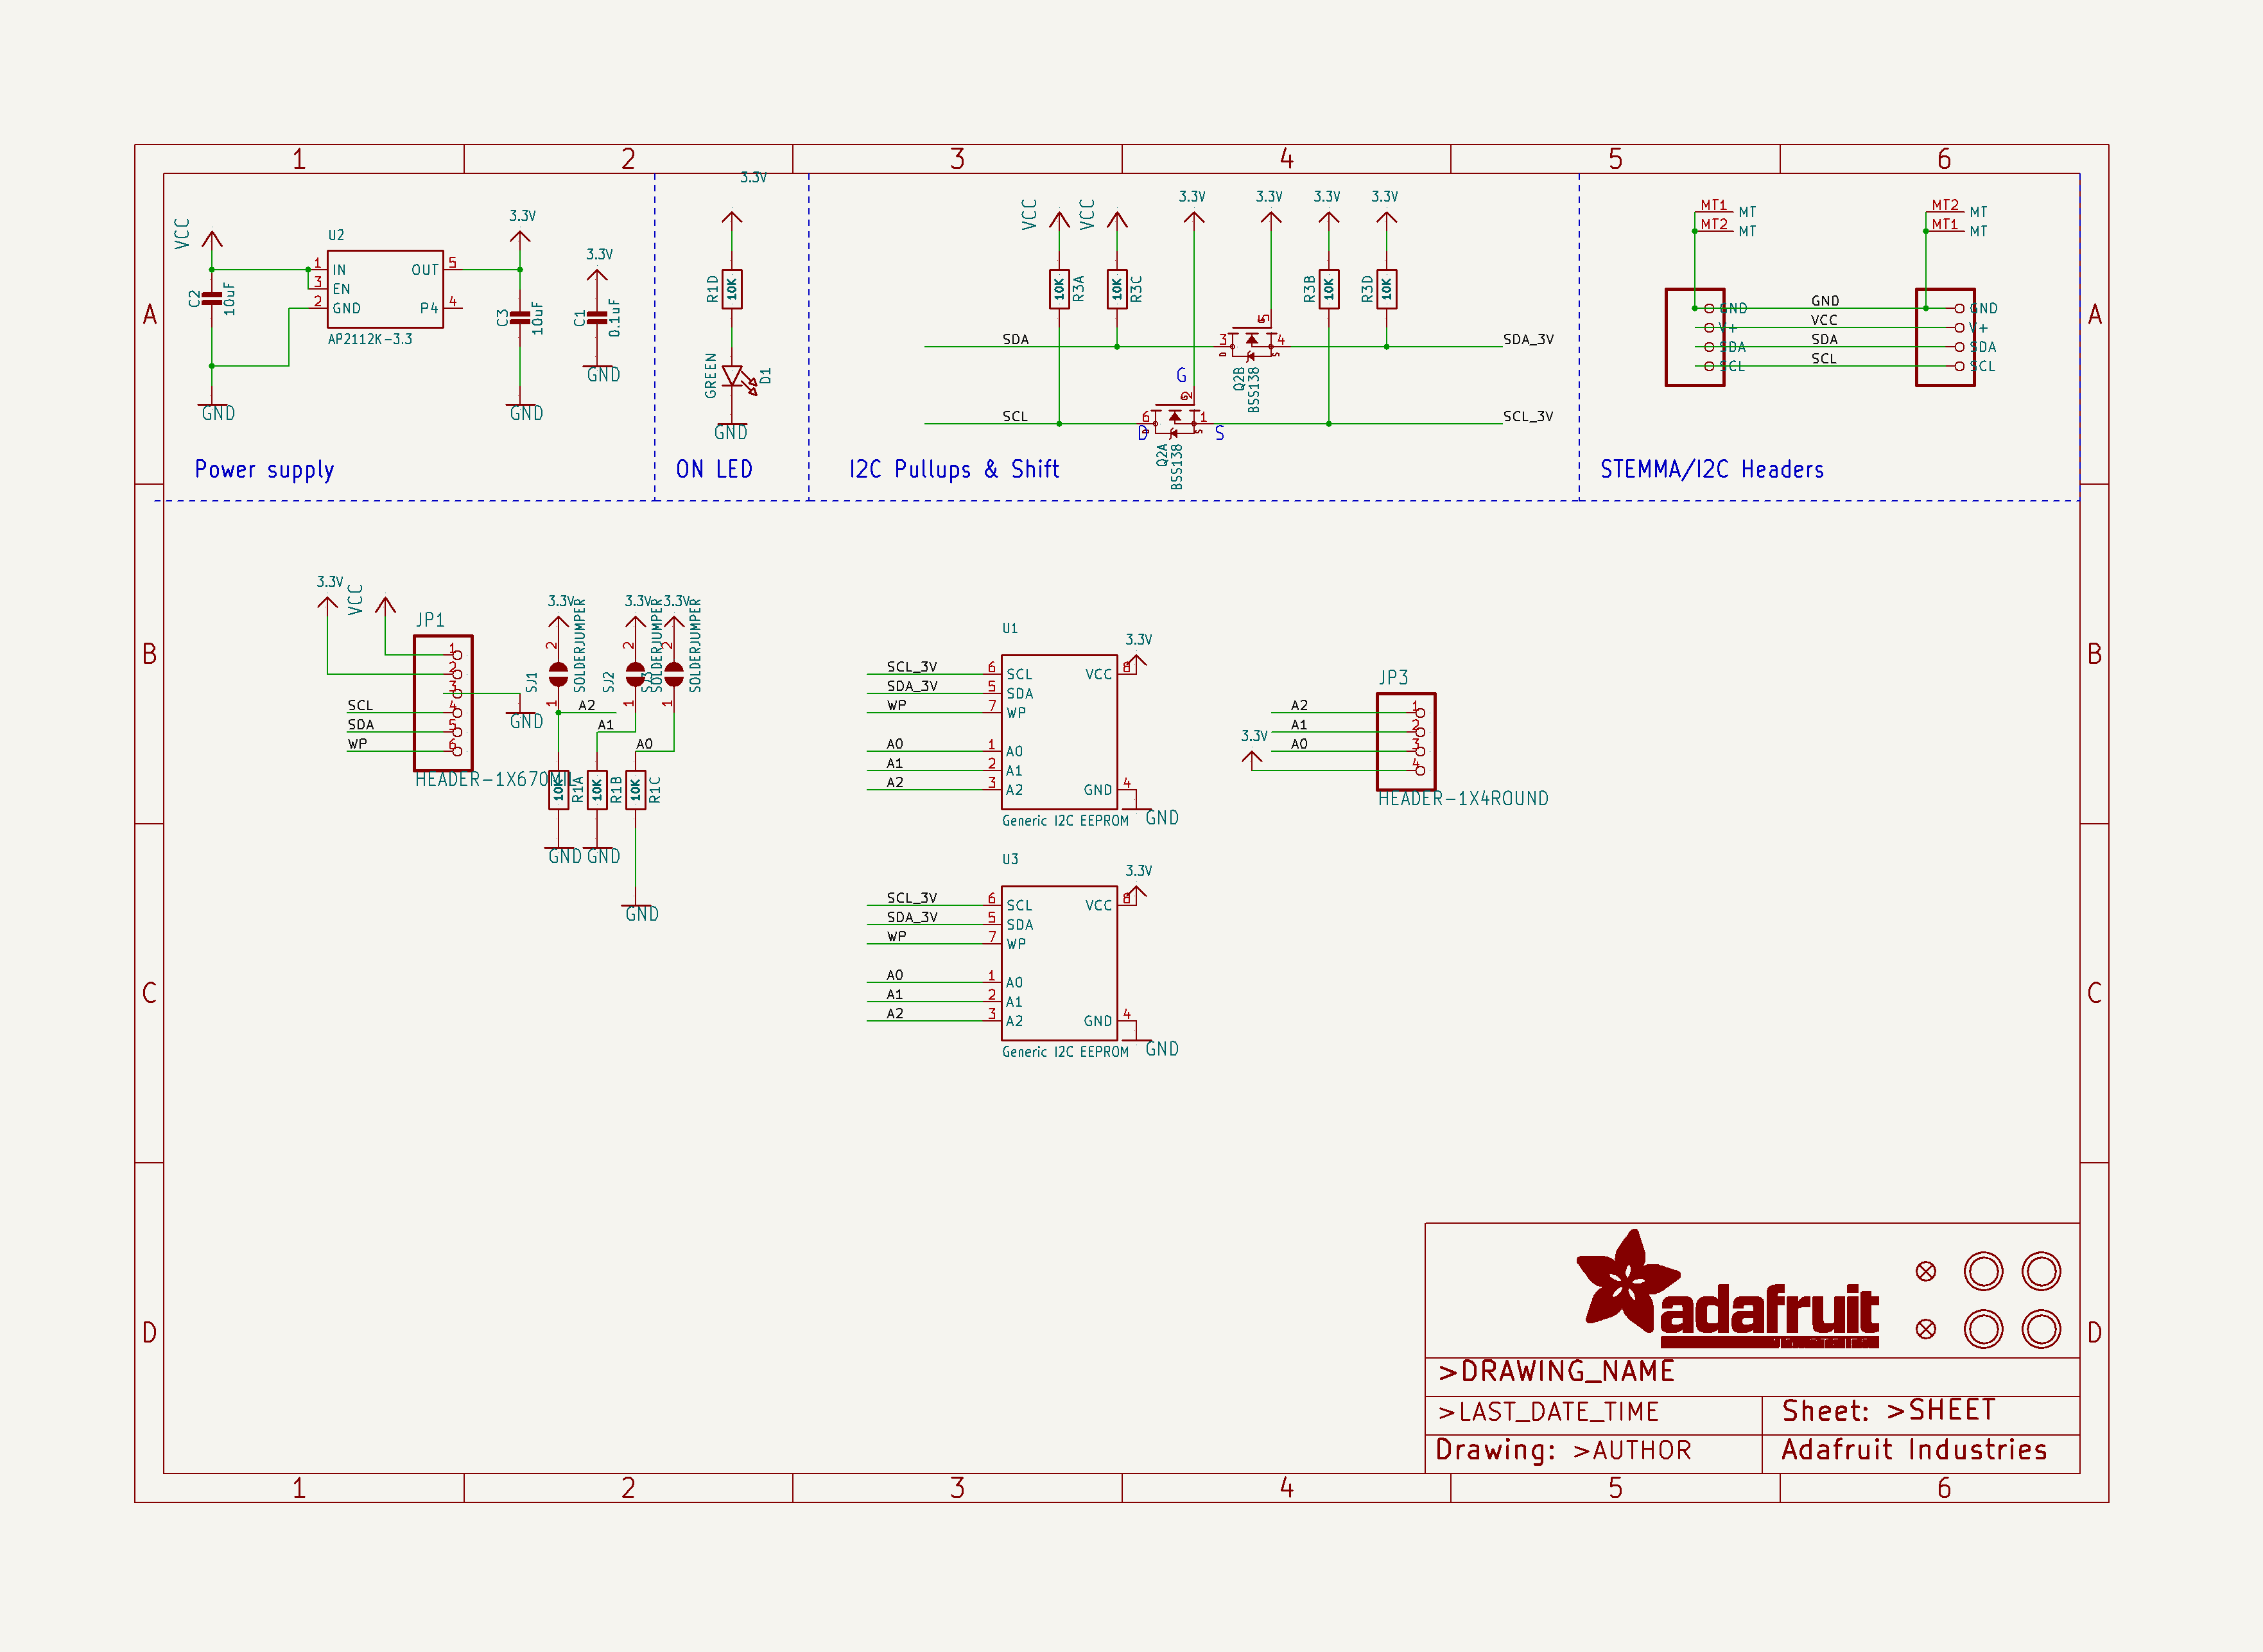 1 2 3 4 5 6
A
VCC
C2
10uF
GND
U2
1 IN
3 EN
2 GND
OUT 5
P4 4
AP2112K-3.3
3.3V
C3
10uF
GND
3.3V
C1
0.1uF
GND
Power supply
3.3V
R1D
10K
GREEN
D1
GND
ON LED
VCC
VCC
3.3V
3.3V
3.3V
3.3V
10K
R3A
10K
R3C
R3B
10K
R3D
10K
SDA
3
D
G
5
S
4
SDA_3V
Q2B
BSS138
G
G
2
SCL
6
D
D
S
1
S
SCL_3V
Q2A
BSS138
I2C Pullups & Shift
MT1 MT
MT2 MT
GND
V+
SDA
SCL
GND
VCC
SDA
SCL
MT2 MT
MT1 MT
GND
V+
SDA
SCL
STEMMA/I2C Headers
A
B
3.3V
VCC
JP1
1
2
3
SCL 4
SDA 5
WP 6
GND
HEADER-1X670MIL
3.3V
2
SJ1
SOLDERJUMPER
1
A2
3.3V
2
SJ2
SOLDERJUMPER
1
A1
3.3V
2
SJ3
SOLDERJUMPER
1
A0
10K
R1A
10K
R1B
10K
R1C
GND
GND
GND
U1
SCL_3V 6 SCL
SDA_3V 5 SDA
WP 7 WP
A0 1 A0
A1 2 A1
A2 3 A2
VCC 8
3.3V
GND 4
GND
Generic I2C EEPROM
JP3
A2 1
A1 2
A0 3
3.3V
4
HEADER-1X4ROUND
B
C
U3
SCL_3V 6 SCL
SDA_3V 5 SDA
WP 7 WP
A0 1 A0
A1 2 A1
A2 3 A2
VCC 8
3.3V
GND 4
GND
Generic I2C EEPROM
C
D
adafruit
>DRAWING_NAME
>LAST_DATE_TIME
Sheet: >SHEET
Drawing: >AUTHOR
Adafruit Industries
D
1 2 3 4 5 6